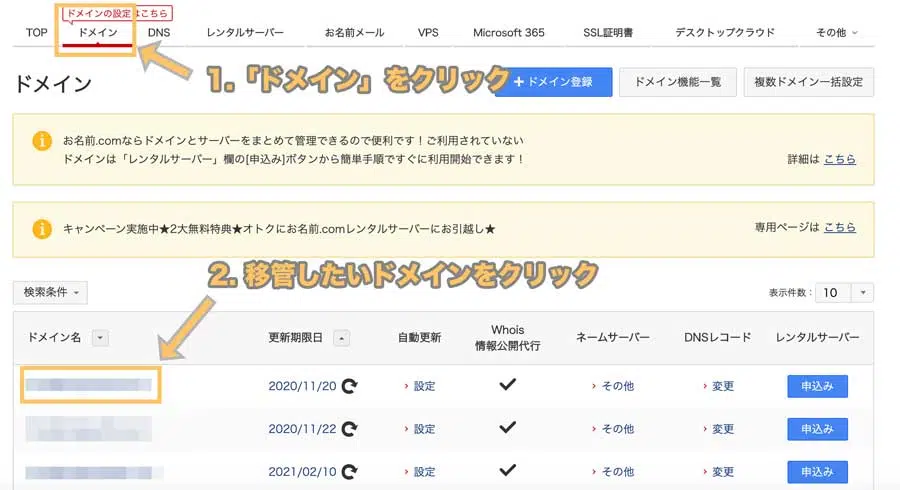 ドメインの設定はこちら
TOP ドメイン DNS レンタルサーバー お名前メール VPS Microsoft 365 SSL証明書 デスクトップクラウド その他
1.「ドメイン」をクリック
ドメイン
+ドメイン登録 ドメイン機能一覧 複数ドメイン一括設定
お名前.comならドメインとサーバーをまとめて管理できるので便利です!ご利用されていない
ドメインは「レンタルサーバー」欄の[申込み]ボタンから簡単手順ですぐに利用開始できます!
詳細は こちら
キャンペーン実施中★2大無料特典★オトクにお名前.comレンタルサーバーにお引越し★
専用ページは こちら
2. 移管したいドメインをクリック
検索条件 表示件数: 10
ドメイン名 更新期限日 自動更新 Whois 情報公開代行 ネームサーバー DNSレコード レンタルサーバー
2020/11/20 設定 その他 変更 申込み
2020/11/22 設定 その他 変更 申込み
2021/02/10 設定 その他 変更 申込み